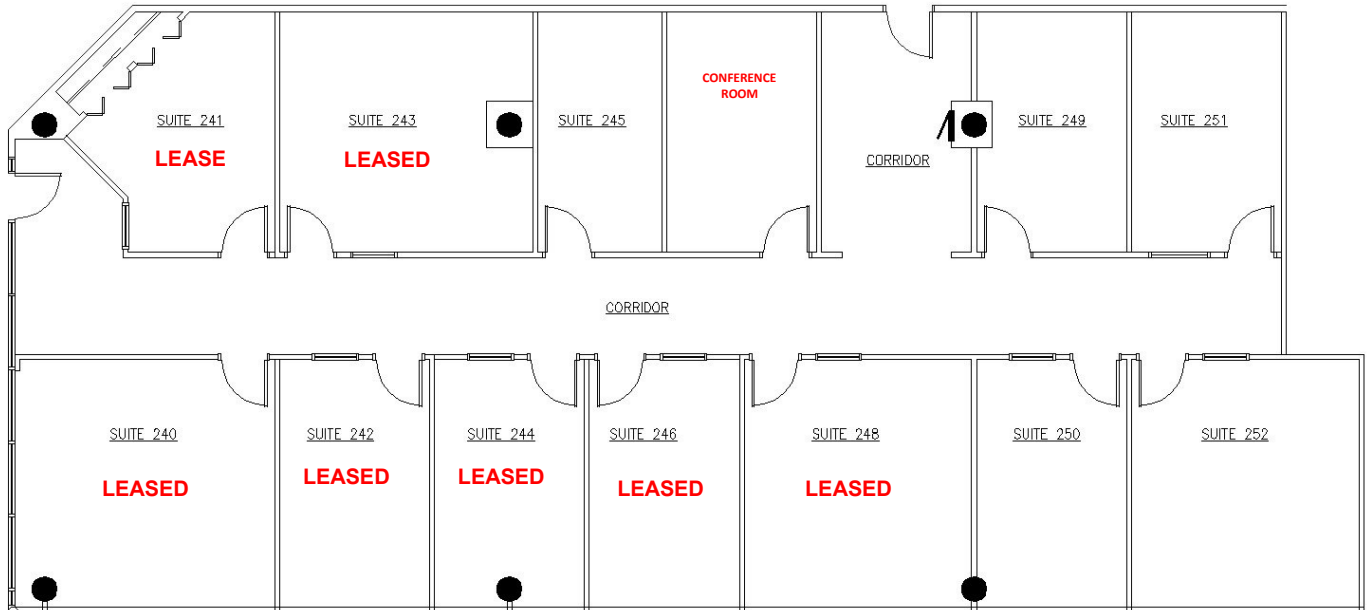 CONFERENCE
ROOM
SUITE 241
SUITE 243
SUITE 245
SUITE 249
SUITE 251
LEASE
LEASED
CORRIDOR
CORRIDOR
SUITE 240
SUITE 242
SUITE 244
SUITE 246
SUITE 248
SUITE 250
SUITE 252
LEASED
LEASED
LEASED
LEASED
LEASED